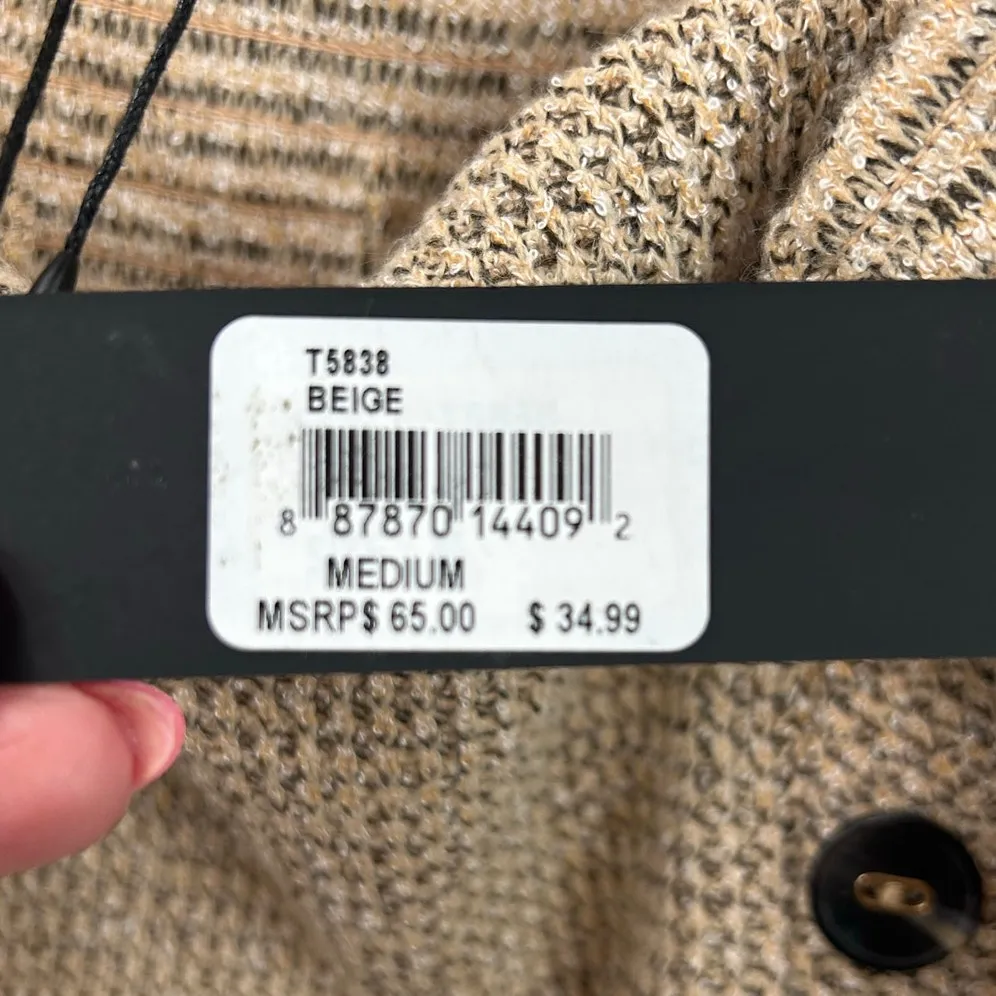 T5838
BEIGE
8 87870 14409 2
MEDIUM
MSRP$ 65.00 $ 34.99